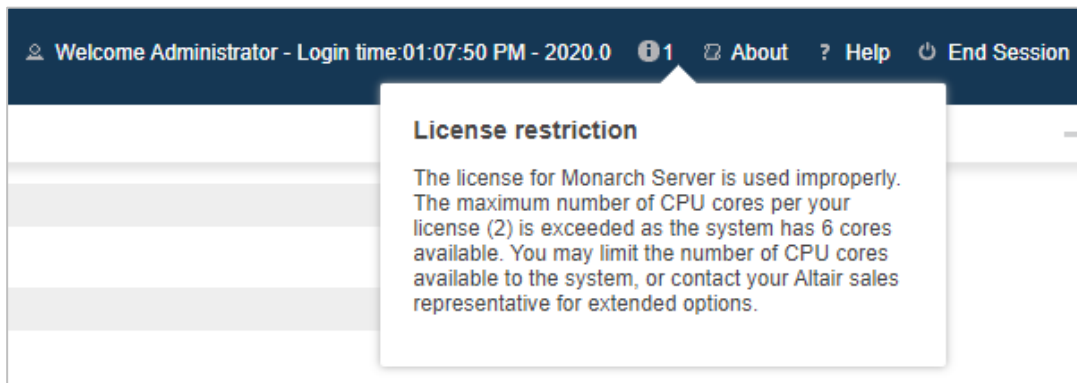 Welcome Administrator - Login time:01:07:50 PM - 2020.0 1 About ? Help End Session
License restriction
The license for Monarch Server is used improperly.
The maximum number of CPU cores per your
license (2) is exceeded as the system has 6 cores
available. You may limit the number of CPU cores
available to the system, or contact your Altair sales
representative for extended options.